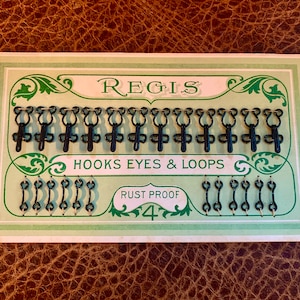 REGIS
HOOKS EYES & LOOPS
RUST PROOF
4